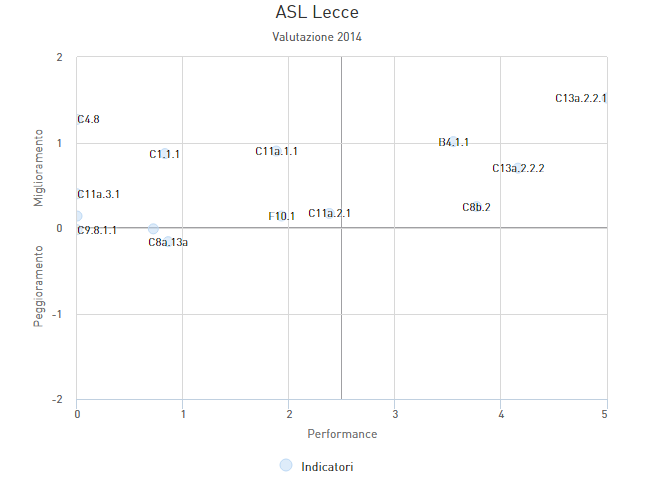 ASL Lecce
Valutazione 2014
2
C13a.2.2.1
C4.8
1
B4.1.1
C1.1.1
C11a.1.1
C13a.2.2.2
C11a.3.1
C8b.2
C11a.2.1
F10.1
0
C9.8.1.1
C8a.13a
-1
-2
Miglioramento
Peggioramento
0 1 2 3 4 5
Performance
Indicatori